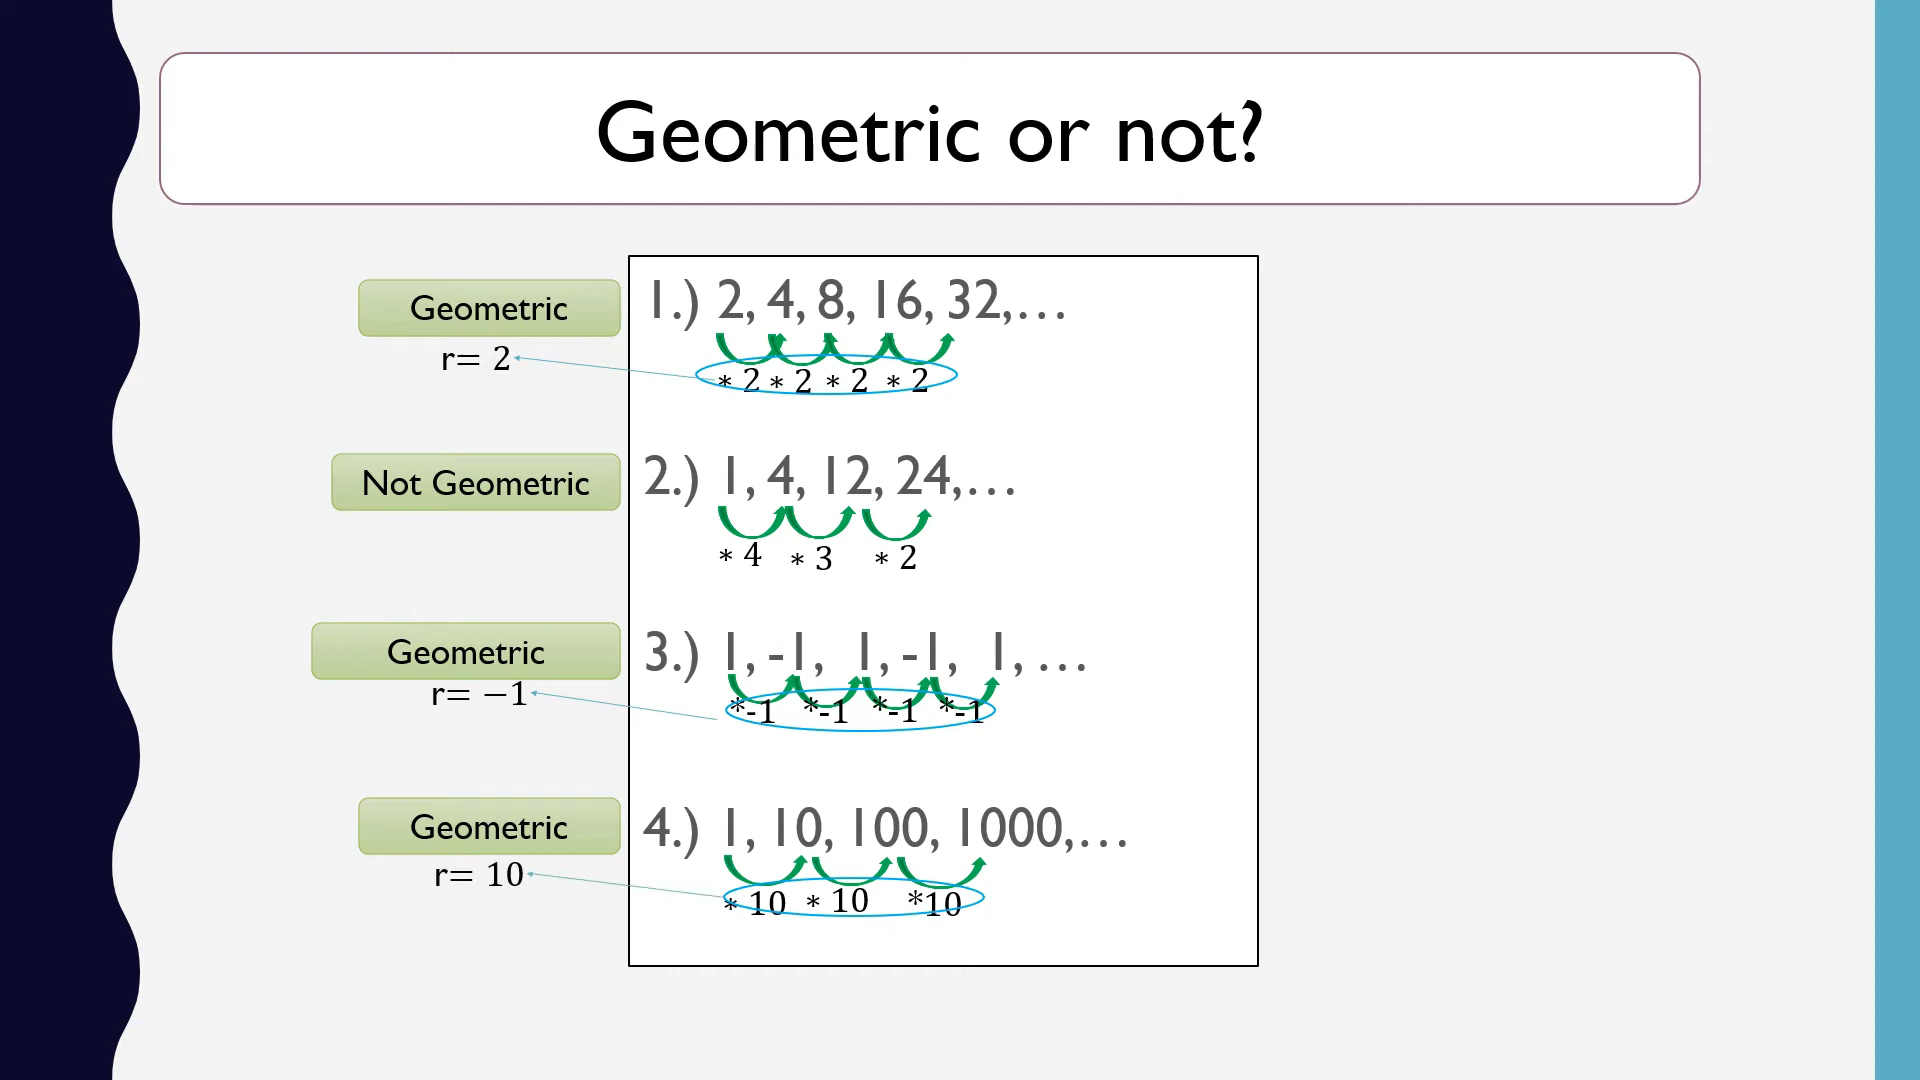 Geometric or not?
Geometric
1.) 2, 4, 8, 16, 32,…
r= 2
∗ 2 ∗ 2 ∗ 2 ∗ 2
Not Geometric
2.) 1, 4, 12, 24,…
∗ 4 ∗ 3 ∗ 2
Geometric
3.) 1, -1, 1, -1, 1, …
r= −1
*-1 *-1 *-1 *-1
Geometric
4.) 1, 10, 100, 1000,…
r= 10
∗ 10 ∗ 10 *10